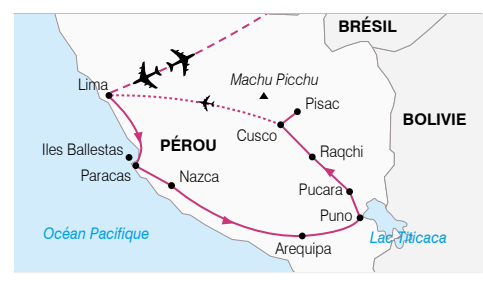 BRÉSIL
Lima
Machu Picchu
Pisac
BOLIVIE
Cusco
PÉROU
Iles Ballestas
Raqchi
Paracas
Nazca
Pucara
Puno
Océan Pacifique
Lac Titicaca
Arequipa